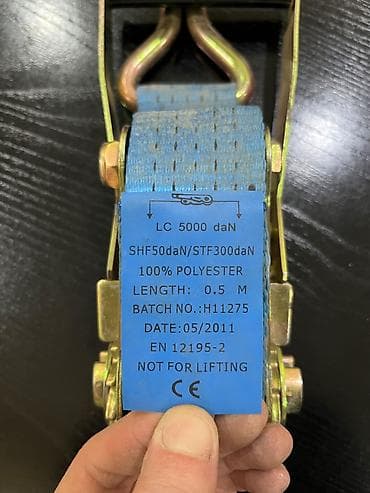 LC 5000 daN
SHF50daN/STF300daN
100% POLYESTER
LENGTH: 0.5 M
BATCH NO.:H11275
DATE:05/2011
EN 12195-2
NOT FOR LIFTING
CE